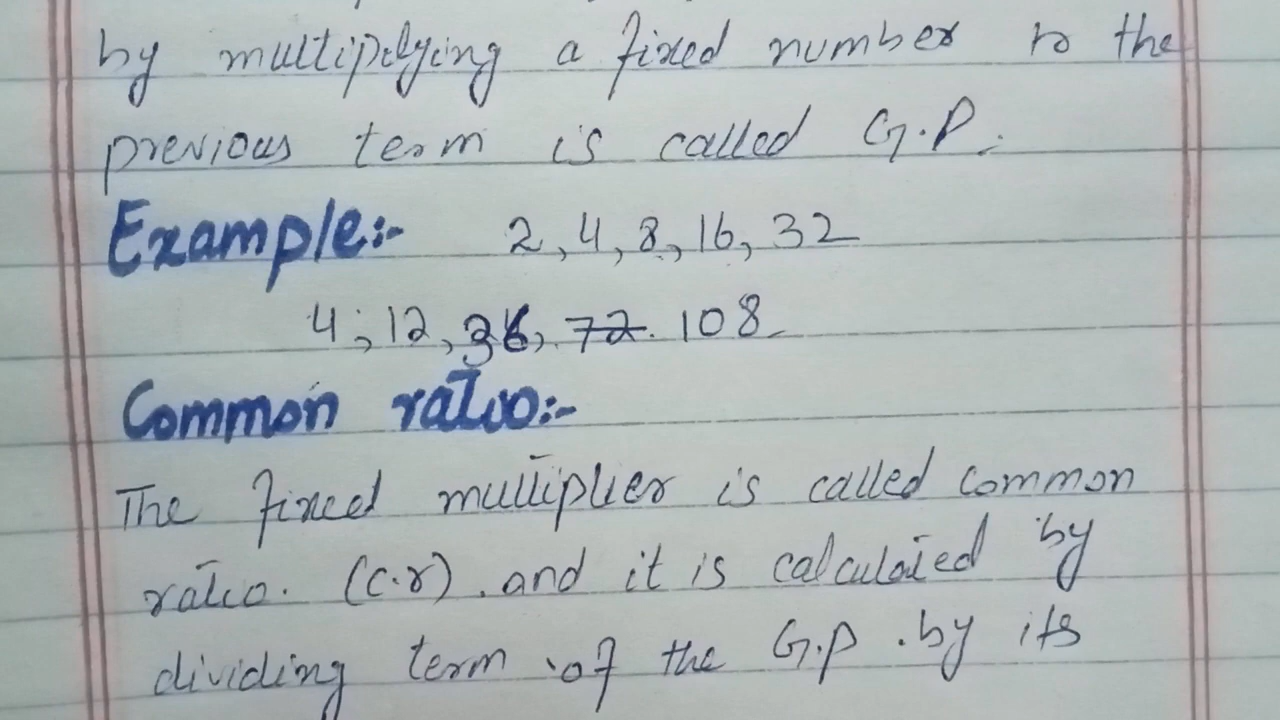 by multiplying a fixed number to the
previous term is called G.P.
Example:-  2, 4, 8, 16, 32
4, 12, 36, 72. 108
Common ratio:-
The fixed multiplier is called common
ratio. (c.r). and it is calculated by
dividing term of the G.P. by its